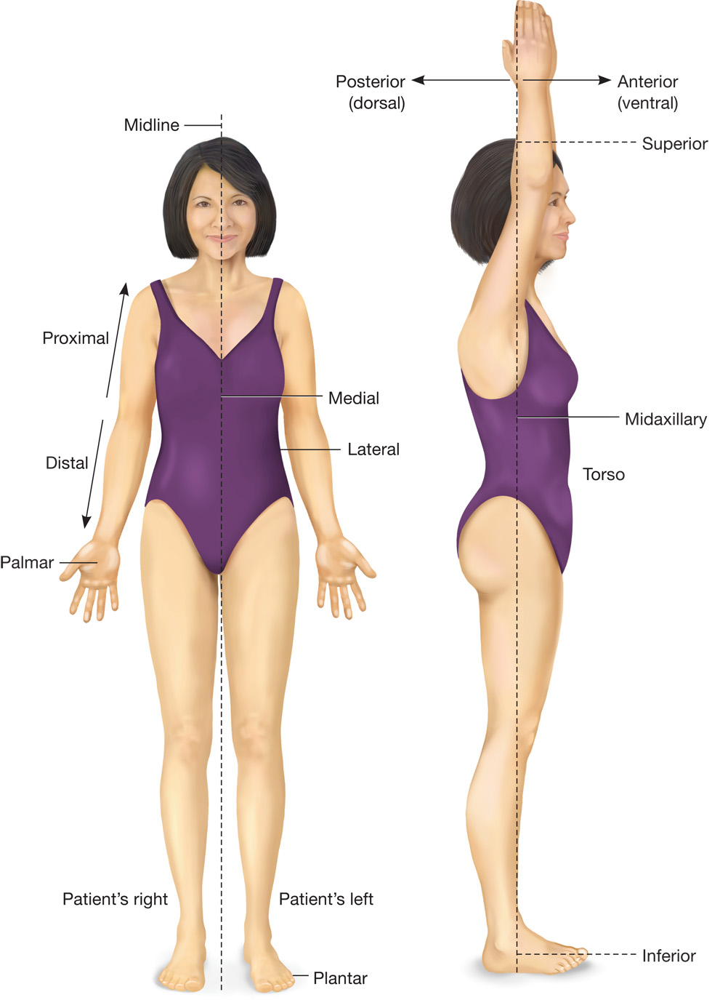 Posterior
(dorsal)
Anterior
(ventral)
Midline
Superior
Proximal
Medial
Midaxillary
Lateral
Distal
Torso
Palmar
Patient’s right
Patient’s left
Inferior
Plantar